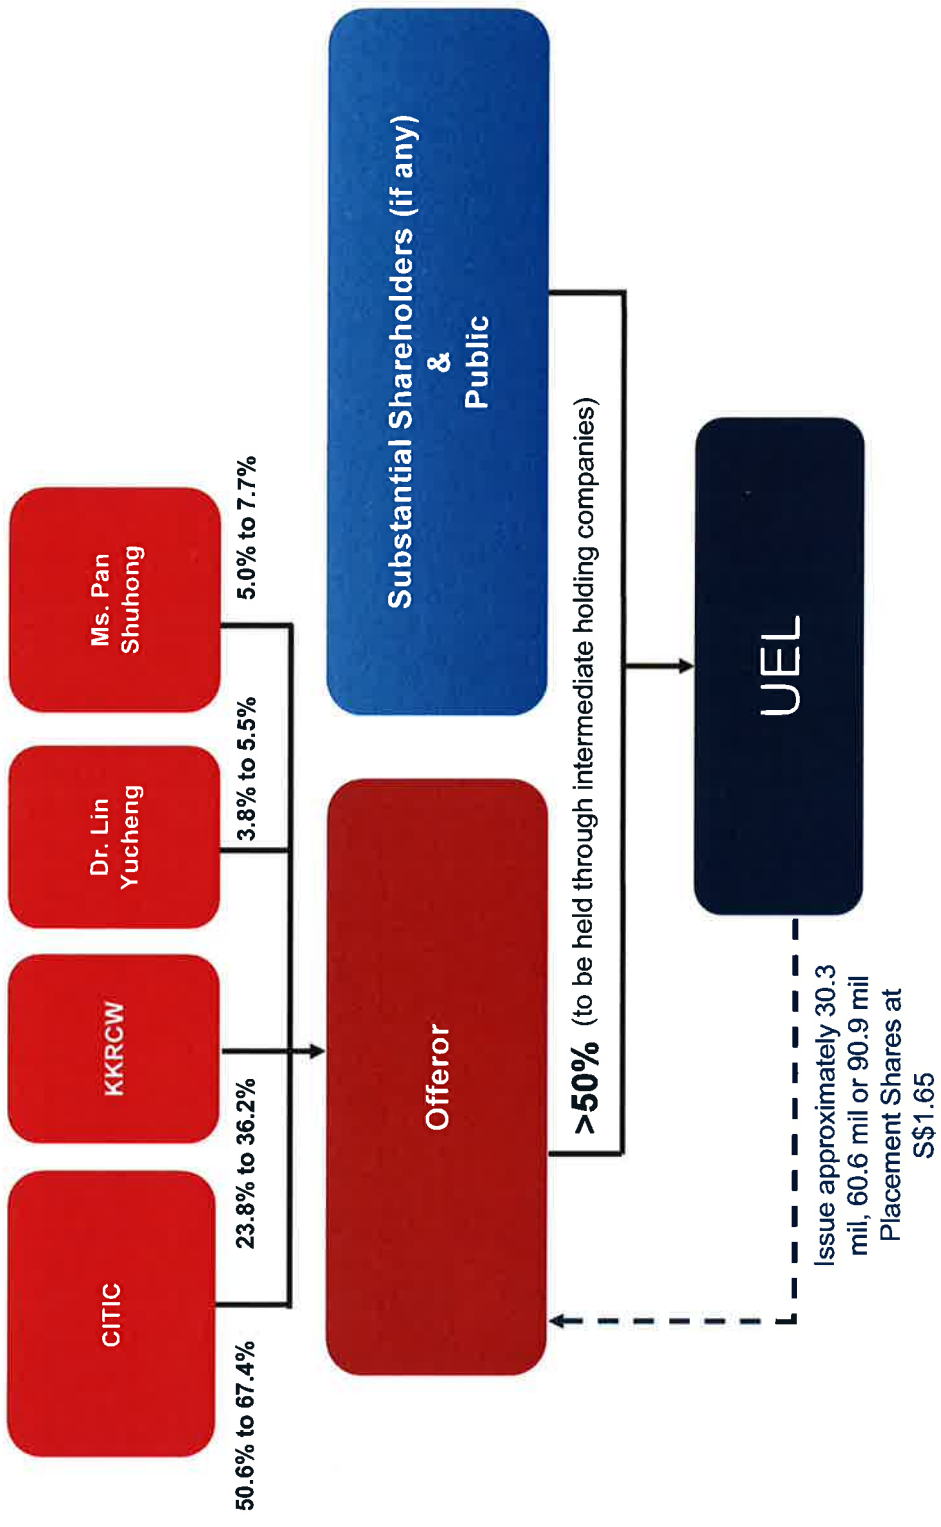 CITIC
KKRCW
Dr. Lin
Yucheng
Ms. Pan
Shuhong
50.6% to 67.4%
23.8% to 36.2%
3.8% to 5.5%
5.0% to 7.7%
Offeror
Substantial Shareholders (if any)
&
Public
>50% (to be held through intermediate holding companies)
UEL
Issue approximately 30.3
mil, 60.6 mil or 90.9 mil
Placement Shares at
S$1.65